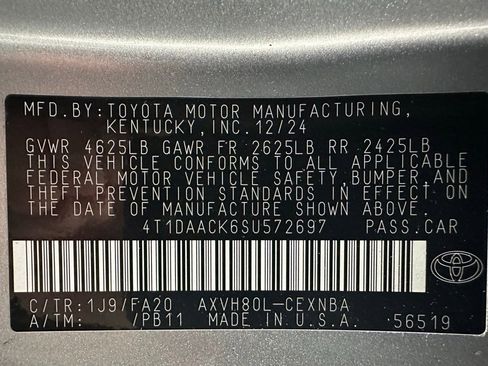 MFD.BY:TOYOTA MOTOR MANUFACTURING,
KENTUCKY,INC.12/24
GVWR 4625LB GAWR FR 2625LB RR 2425LB
THIS VEHICLE CONFORMS TO ALL APPLICABLE
FEDERAL MOTOR VEHICLE SAFETY,BUMPER,AND
THEFT PREVENTION STANDARDS IN EFFECT ON
THE DATE OF MANUFACTURE SHOWN ABOVE.
4T1DAACK6SU572697 PASS.CAR
C/TR:1J9/FA20 AXVH80L-CEXNBA
A/TM: /PB11 MADE IN U.S.A. 56519